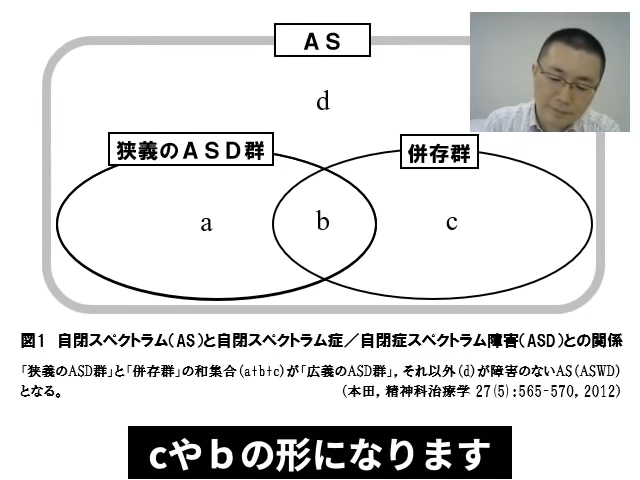 AS
d
狭義のASD群
併存群
a
b
c
図1 自閉スペクトラム(AS)と自閉スペクトラム症／自閉症スペクトラム障害(ASD)との関係
「狭義のASD群」と「併存群」の和集合(a+b+c)が「広義のASD群」, それ以外(d)が障害のないAS(ASWD)
となる。 (本田, 精神科治療学 27(5):565-570, 2012)
cやbの形になります